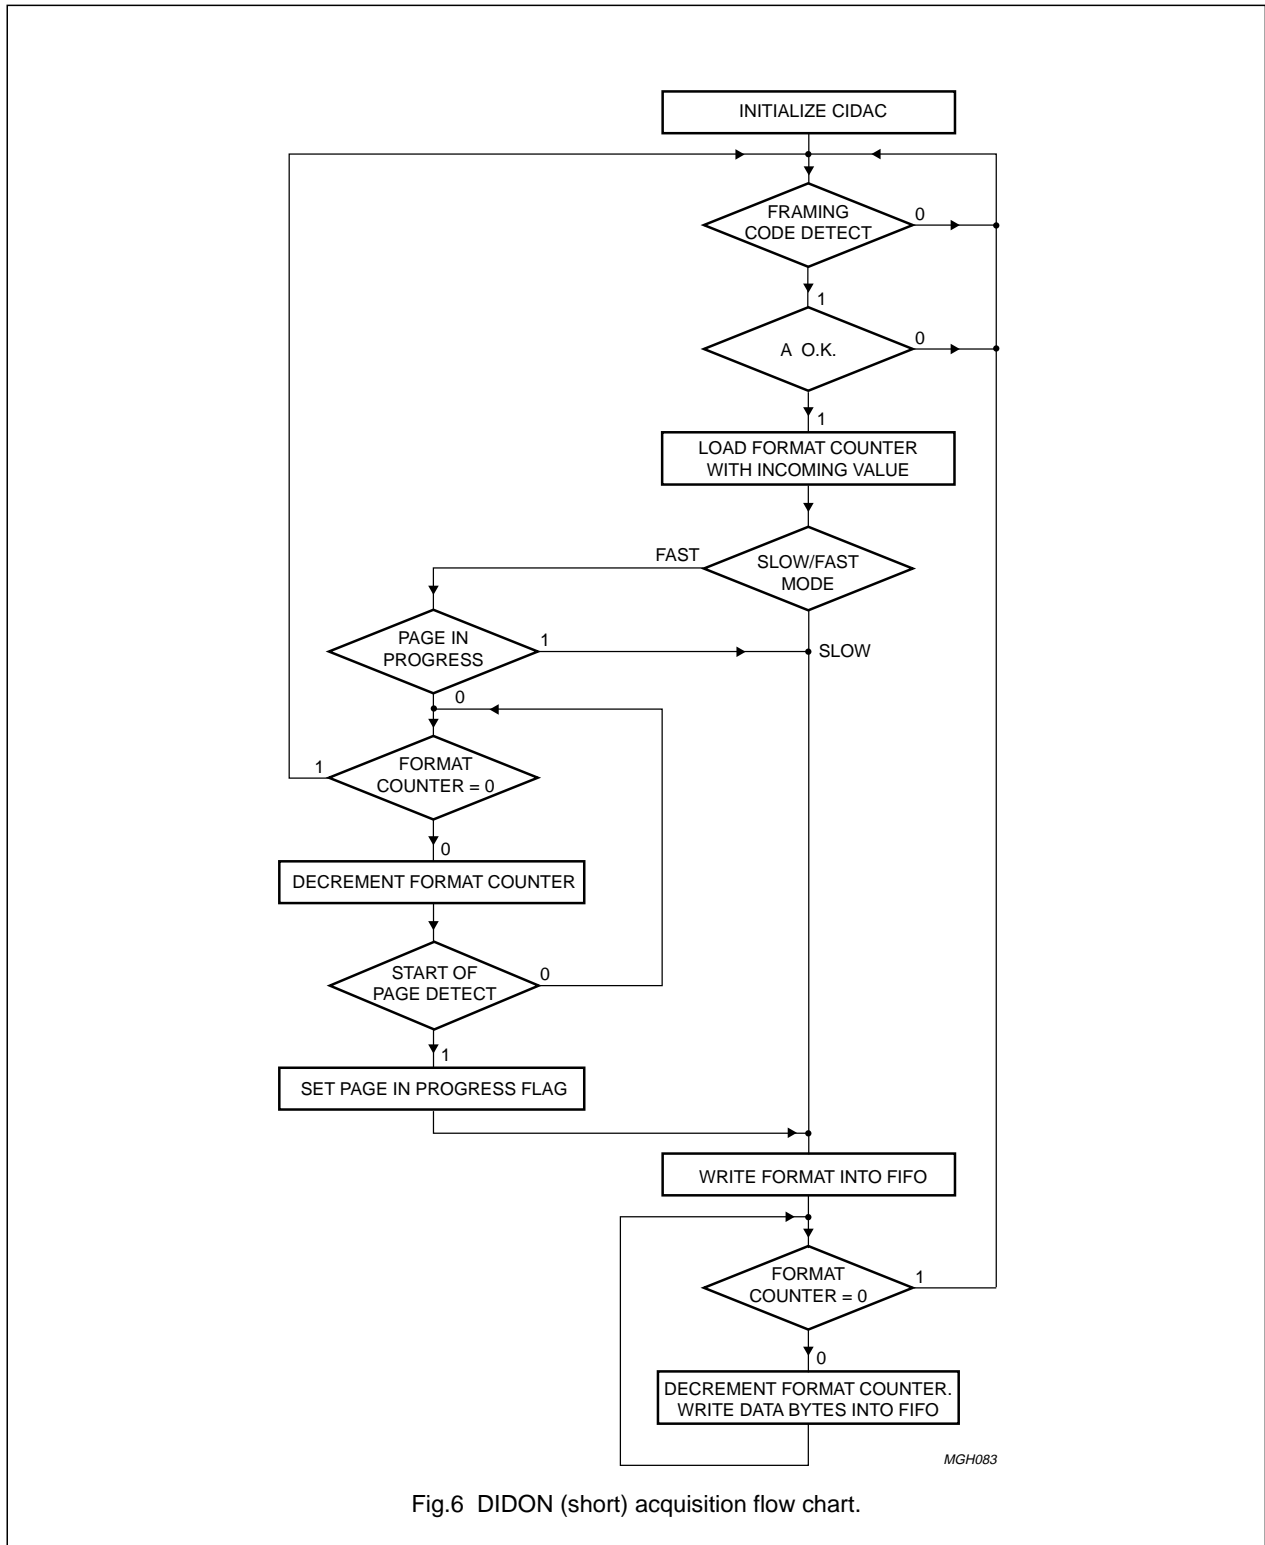 INITIALIZE CIDAC
FRAMING
CODE DETECT
0
1
A O.K.
0
1
LOAD FORMAT COUNTER
WITH INCOMING VALUE
FAST
SLOW/FAST
MODE
PAGE IN
PROGRESS
1
SLOW
0
FORMAT
COUNTER = 0
1
0
DECREMENT FORMAT COUNTER
START OF
PAGE DETECT
0
1
SET PAGE IN PROGRESS FLAG
WRITE FORMAT INTO FIFO
FORMAT
COUNTER = 0
1
0
DECREMENT FORMAT COUNTER.
WRITE DATA BYTES INTO FIFO
MGH083
Fig.6 DIDON (short) acquisition flow chart.